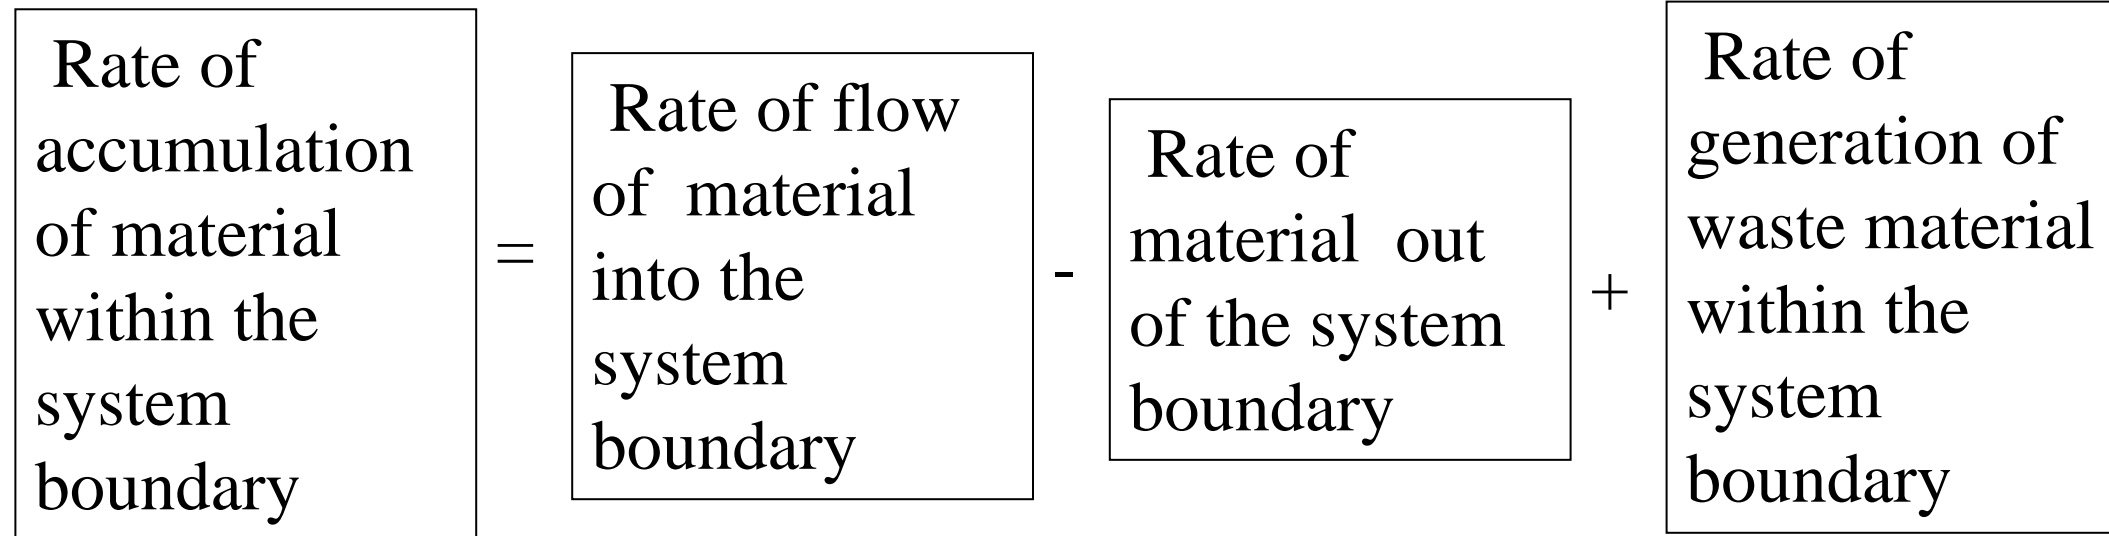 Rate of
accumulation
of material
within the
system
boundary
=
Rate of flow
of material
into the
system
boundary
-
Rate of
material out
of the system
boundary
+
Rate of
generation of
waste material
within the
system
boundary